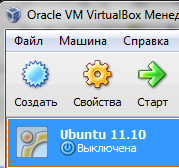 Oracle VM VirtualBox Менед
Файл Машина Справка
Создать Свойства Старт
Ubuntu 11.10
Выключена